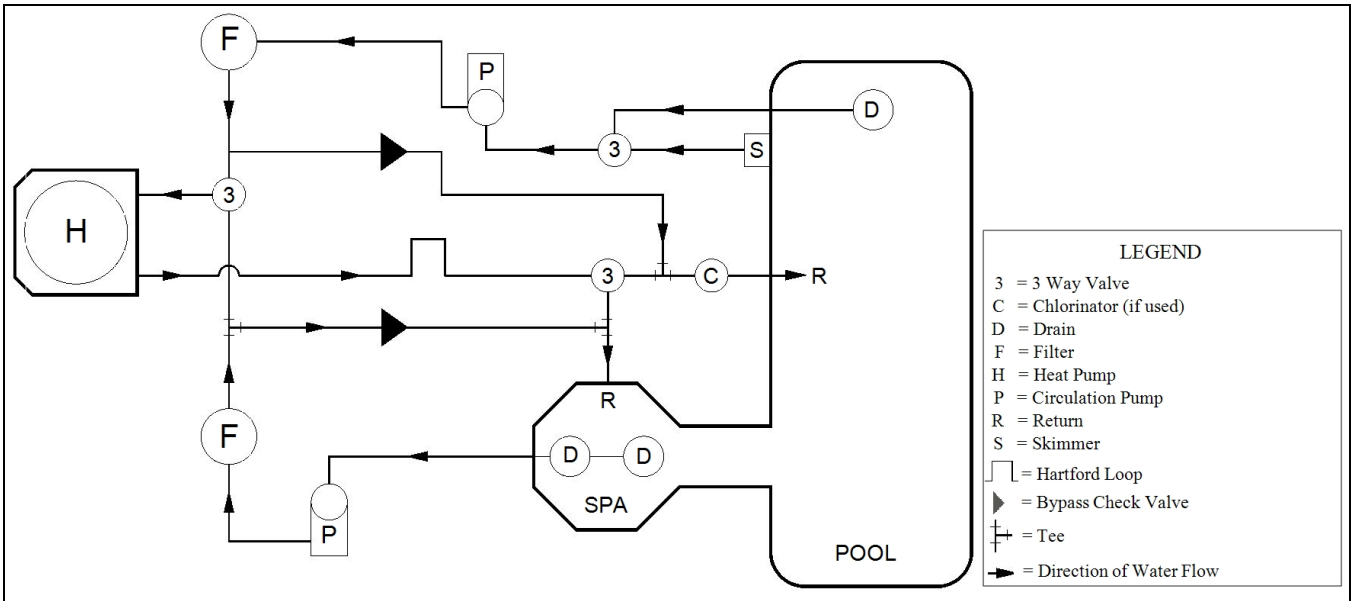 F
P
D
3
S
3
H
3
C
R
R
F
D
D
SPA
P
POOL
LEGEND
3 = 3 Way Valve
C = Chlorinator (if used)
D = Drain
F = Filter
H = Heat Pump
P = Circulation Pump
R = Return
S = Skimmer
= Hartford Loop
= Bypass Check Valve
= Tee
= Direction of Water Flow